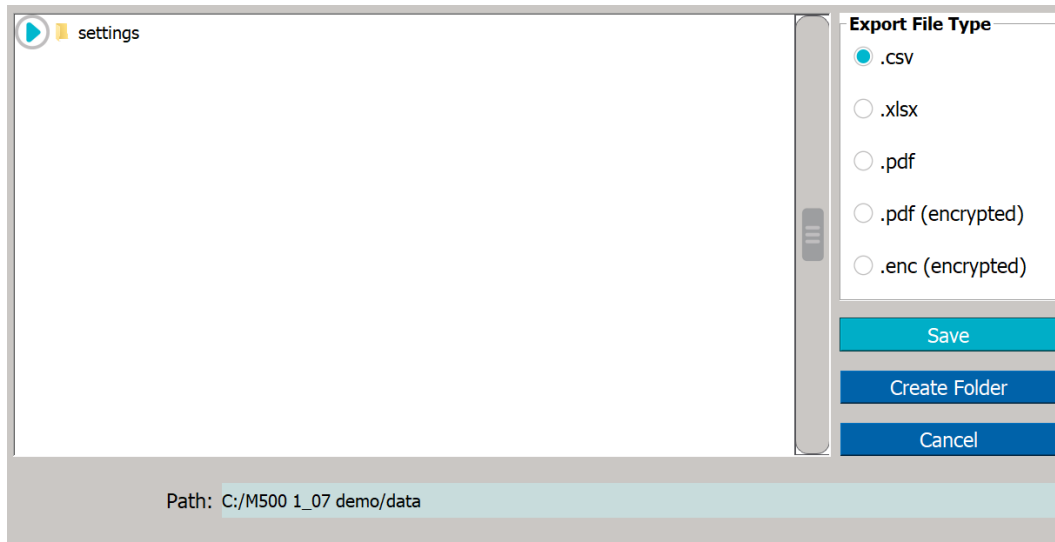 settings
Export File Type
.csv
.xlsx
.pdf
.pdf (encrypted)
.enc (encrypted)
Save
Create Folder
Cancel
Path: C:/M500 1_07 demo/data